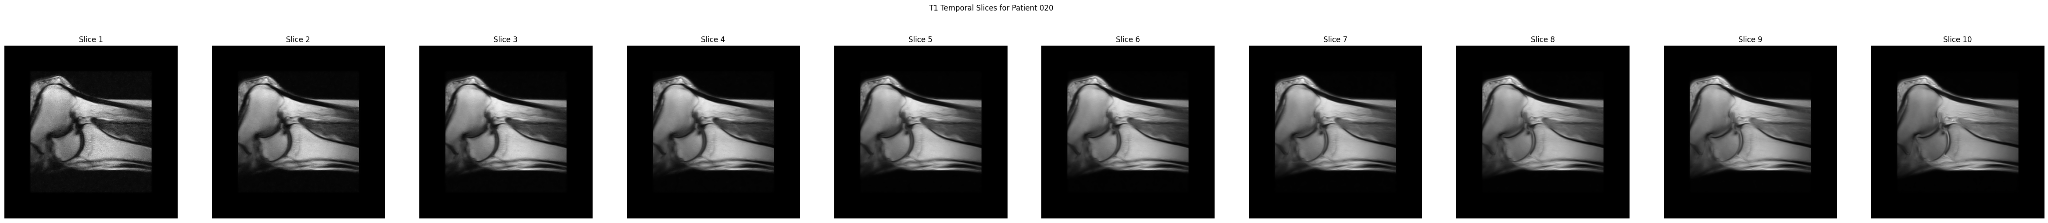 T1 Temporal Slices for Patient 020
Slice 1
Slice 2
Slice 3
Slice 4
Slice 5
Slice 6
Slice 7
Slice 8
Slice 9
Slice 10